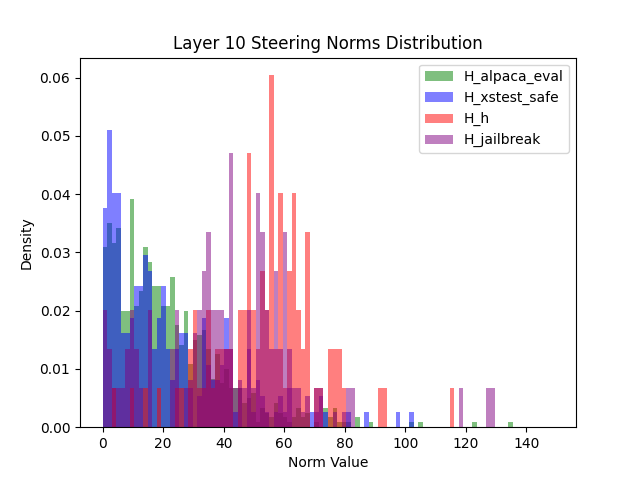 Layer 10 Steering Norms Distribution
H_alpaca_eval
H_xstest_safe
H_h
H_jailbreak
0.06
0.05
0.04
0.03
0.02
0.01
0.00
Density
0 20 40 60 80 100 120 140
Norm Value